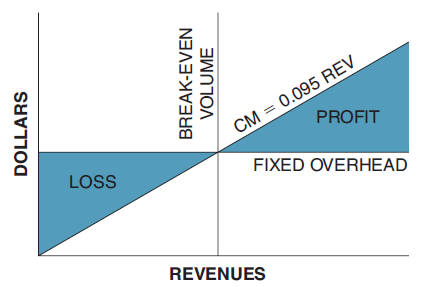 DOLLARS
BREAK-EVEN
VOLUME
CM = 0.095 REV
PROFIT
FIXED OVERHEAD
LOSS
REVENUES